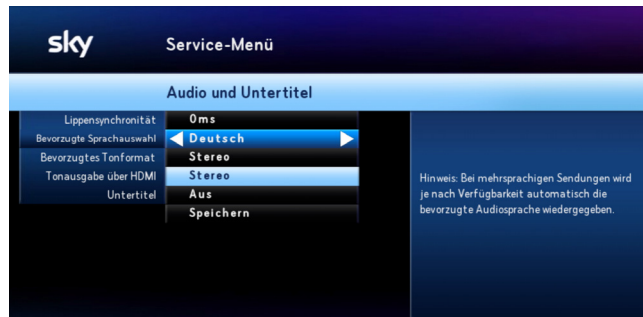 sky
Service-Menü
Audio und Untertitel
Lippensynchronität 0ms
Bevorzugte Sprachauswahl Deutsch
Bevorzugtes Tonformat Stereo
Tonausgabe über HDMI Stereo
Untertitel Aus
Speichern
Hinweis: Bei mehrsprachigen Sendungen wird
je nach Verfügbarkeit automatisch die
bevorzugte Audiosprache wiedergegeben.